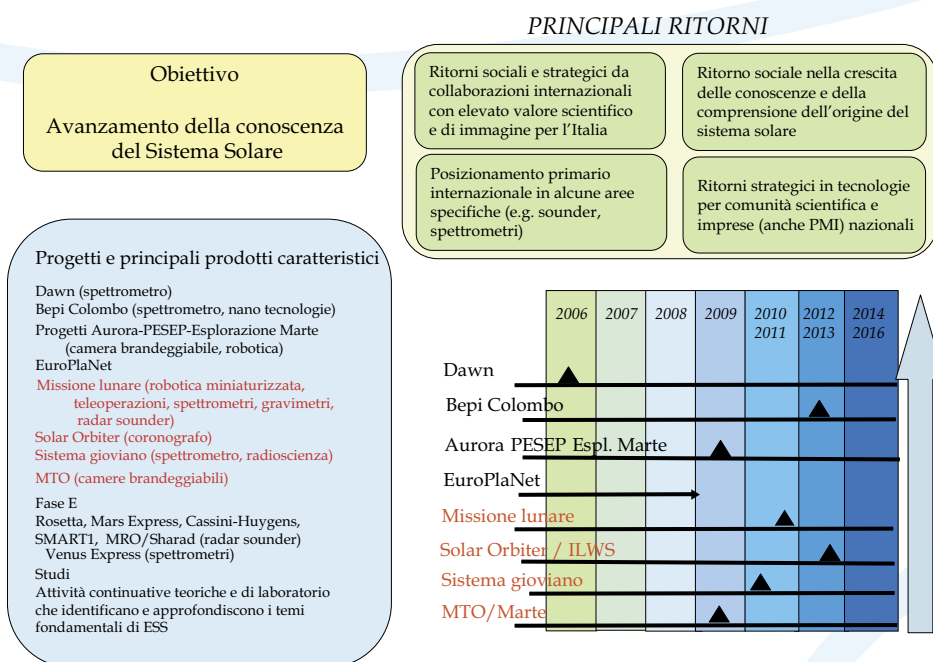 PRINCIPALI RITORNI
Obiettivo
Avanzamento della conoscenza
del Sistema Solare
Ritorni sociali e strategici da
collaborazioni internazionali
con elevato valore scientifico
e di immagine per l'Italia
Ritorno sociale nella crescita
delle conoscenze e della
comprensione dell'origine del
sistema solare
Posizionamento primario
internazionale in alcune aree
specifiche (e.g. sounder,
spettrometri)
Ritorni strategici in tecnologie
per comunità scientifica e
imprese (anche PMI) nazionali
Progetti e principali prodotti caratteristici
Dawn (spettrometro)
Bepi Colombo (spettrometro, nano tecnologie)
Progetti Aurora-PESEP-Esplorazione Marte
(camera brandeggiabile, robotica)
EuroPlaNet
Missione lunare (robotica miniaturizzata,
teleoperazioni, spettrometri, gravimetri,
radar sounder)
Solar Orbiter (coronografo)
Sistema gioviano (spettrometro, radioscienza)
MTO (camere brandeggiabili)
Fase E
Rosetta, Mars Express, Cassini-Huygens,
SMART1, MRO/Sharad (radar sounder)
Venus Express (spettrometri)
Studi
Attività continuative teoriche e di laboratorio
che identificano e approfondiscono i temi
fondamentali di ESS
2006 2007 2008 2009 2010 2012 2014
2011 2013 2016
Dawn
Bepi Colombo
Aurora PESEP Espl. Marte
EuroPlaNet
Missione lunare
Solar Orbiter / ILWS
Sistema gioviano
MTO/Marte